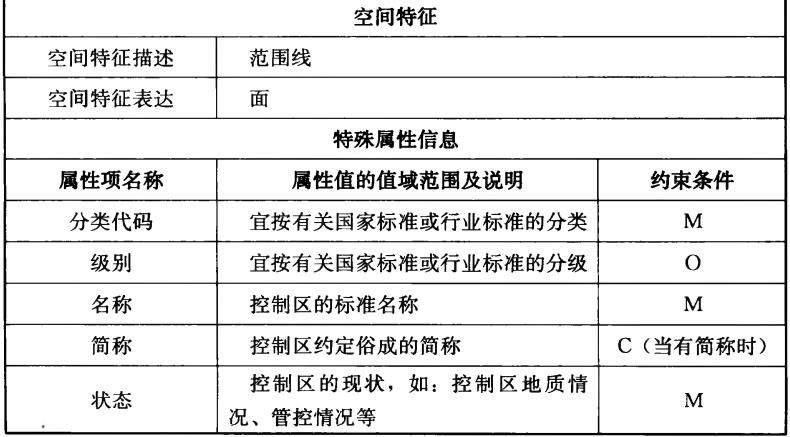 空间特征
空间特征描述 范围线
空间特征表达 面
特殊属性信息
属性项名称 属性值的值域范围及说明 约束条件
分类代码 宜按有关国家标准或行业标准的分类 M
级别 宜按有关国家标准或行业标准的分级 O
名称 控制区的标准名称 M
简称 控制区约定俗成的简称 C（当有简称时）
状态 控制区的现状，如：控制区地质情
况、管控情况等 M